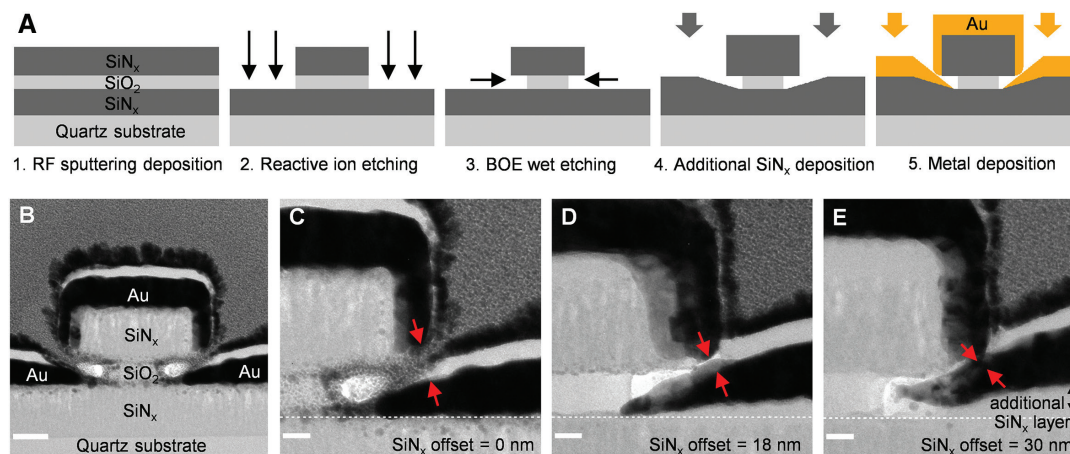 A
SiNₓ
SiO₂
SiNₓ
Quartz substrate
Au
1. RF sputtering deposition
2. Reactive ion etching
3. BOE wet etching
4. Additional SiNₓ deposition
5. Metal deposition
B
Au
SiNₓ
Au
SiO₂
Au
SiNₓ
Quartz substrate
C
SiNₓ offset = 0 nm
D
SiNₓ offset = 18 nm
E
additional
SiNₓ layer
SiNₓ offset = 30 nm